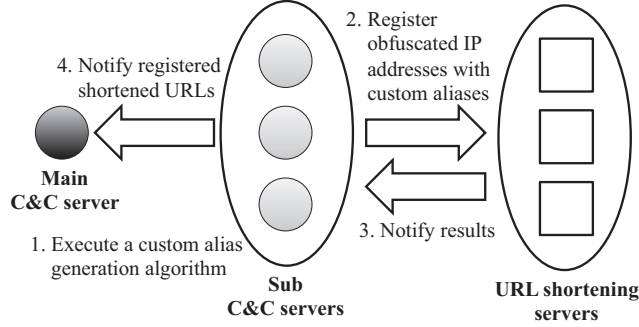 2. Register
obfuscated IP
addresses with
custom aliases
4. Notify registered
shortened URLs
Main
C&C server
3. Notify results
1. Execute a custom alias
generation algorithm
Sub
C&C servers
URL shortening
servers